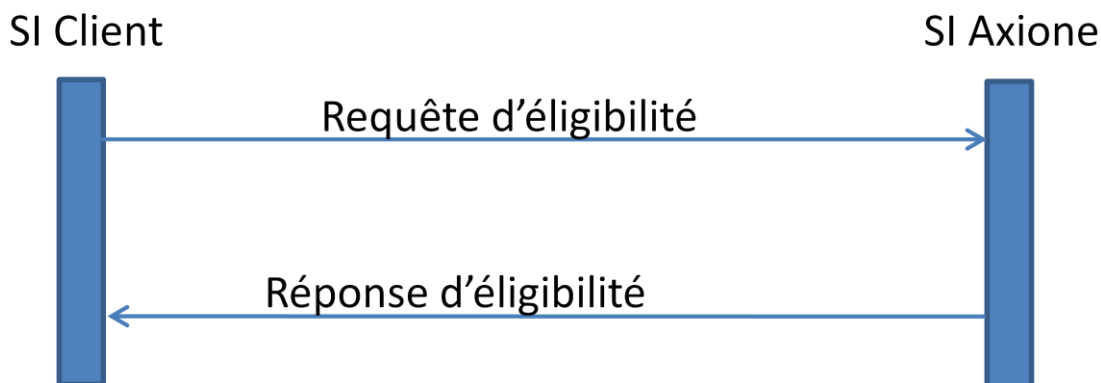 SI Client
SI Axione
Requête d’éligibilité
Réponse d’éligibilité